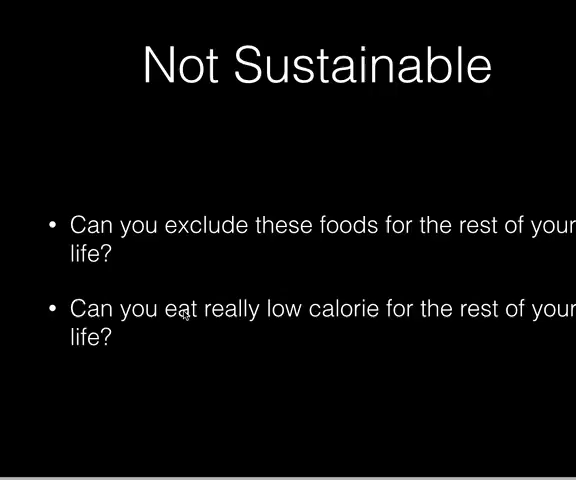 Not Sustainable
• Can you exclude these foods for the rest of your
life?
• Can you eat really low calorie for the rest of your
life?